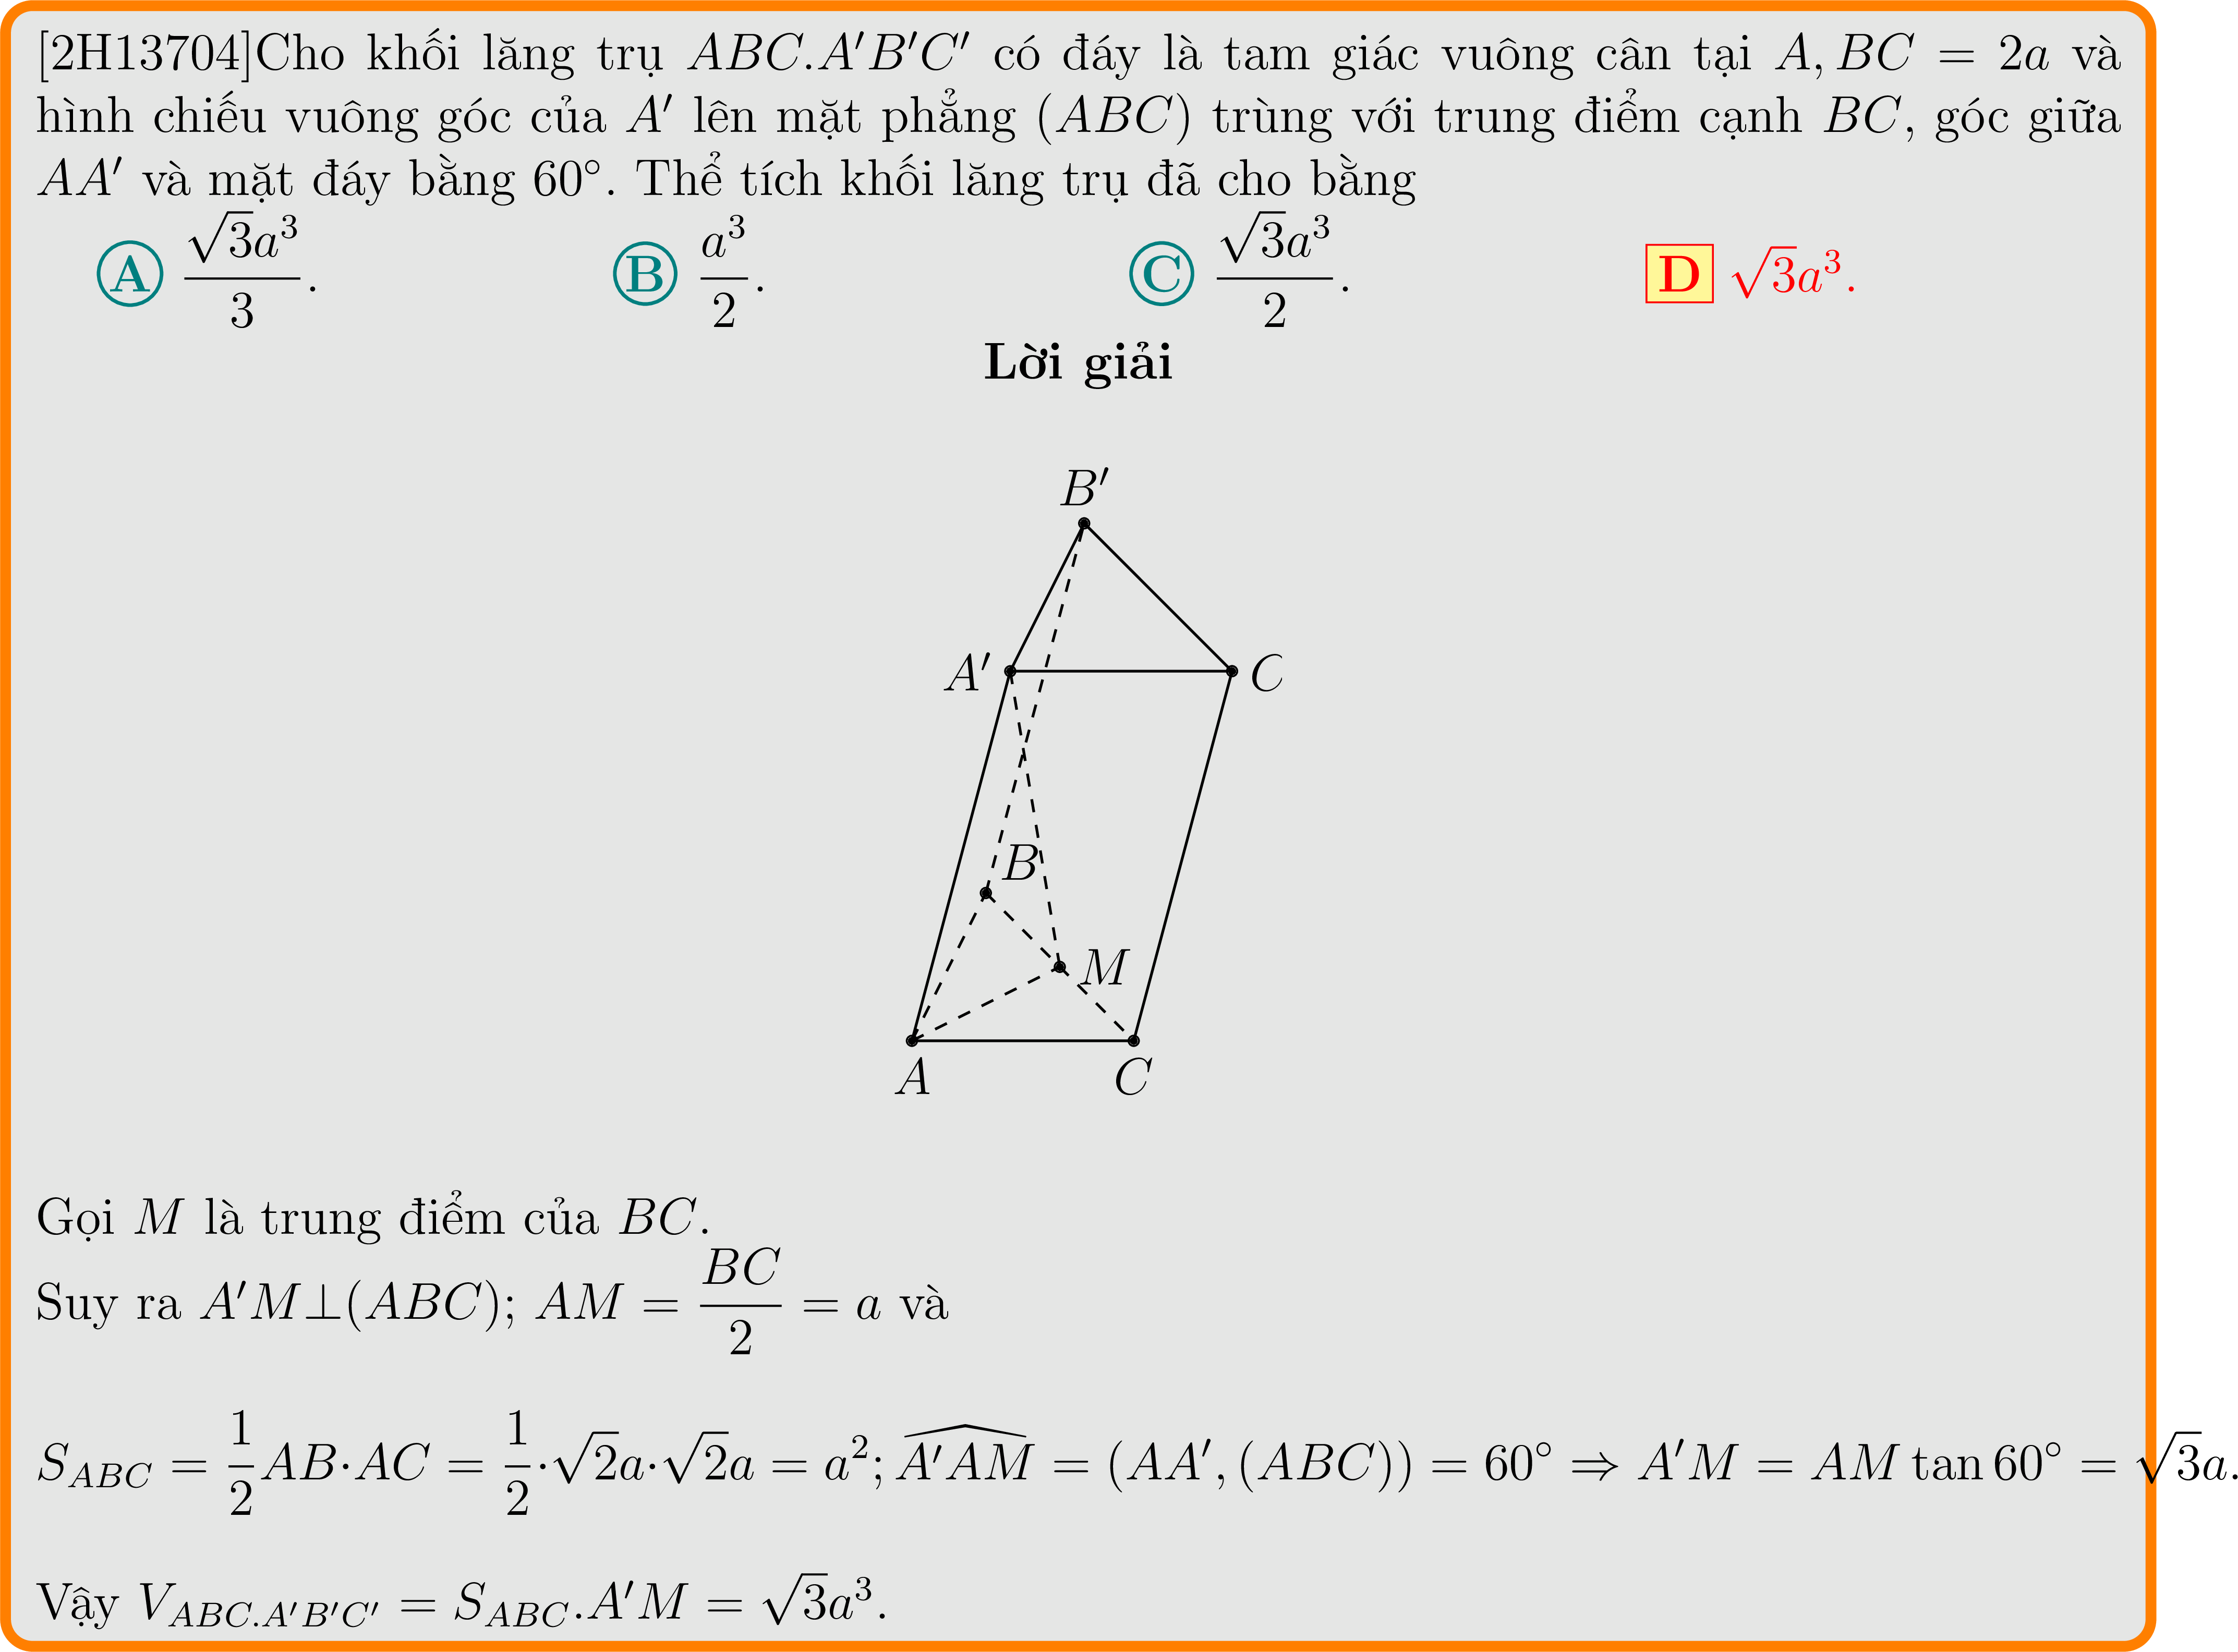 [2H13704]Cho khối lăng trụ ABC.A′B′C′ có đáy là tam giác vuông cân tại A, BC = 2a và
hình chiếu vuông góc của A′ lên mặt phẳng (ABC) trùng với trung điểm cạnh BC, góc giữa
AA′ và mặt đáy bằng 60°. Thể tích khối lăng trụ đã cho bằng
A $\frac{\sqrt{3}a^3}{3}$. B $\frac{a^3}{2}$. C $\frac{\sqrt{3}a^3}{2}$. D $\sqrt{3}a^3$.
Lời giải
B′
A′ C
B
M
A C
Gọi M là trung điểm của BC.
Suy ra A′M⊥(ABC); AM = $\frac{BC}{2}$ = a và
$S_{ABC} = \frac{1}{2}AB \cdot AC = \frac{1}{2} \cdot \sqrt{2}a \cdot \sqrt{2}a = a^2; \widehat{A'AM} = (AA', (ABC)) = 60^\circ \Rightarrow A'M = AM \tan 60^\circ = \sqrt{3}a.$
Vậy $V_{ABC.A'B'C'} = S_{ABC}.A'M = \sqrt{3}a^3.$